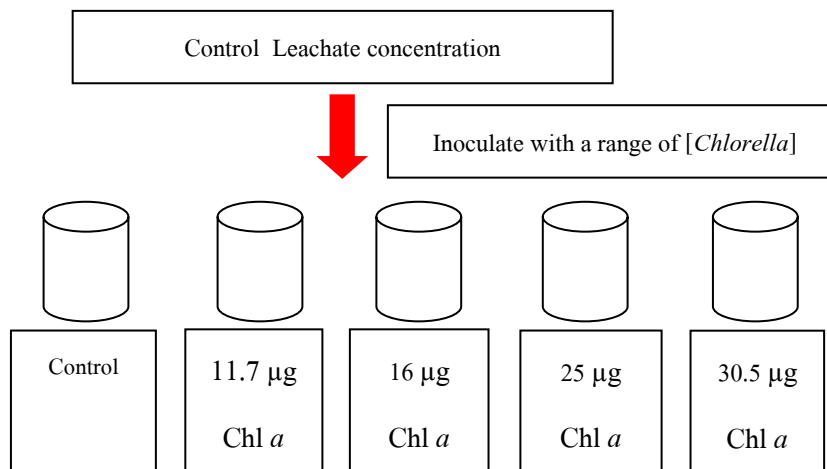 Control Leachate concentration
Inoculate with a range of [Chlorella]
Control
11.7 µg
Chl a
16 µg
Chl a
25 µg
Chl a
30.5 µg
Chl a